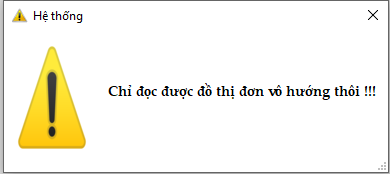 Hệ thống
Chỉ đọc được đồ thị đơn vô hướng thôi !!!